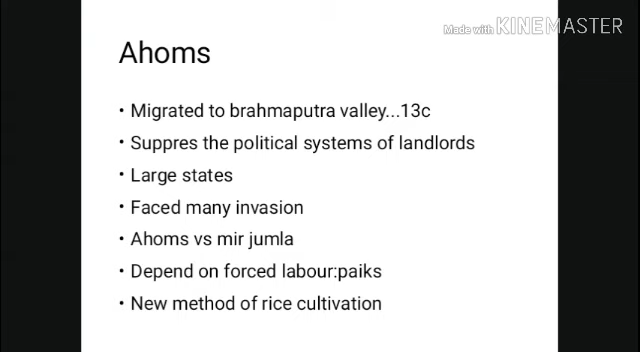 Made with KINEMASTER
Ahoms
• Migrated to brahmaputra valley...13c
• Suppres the political systems of landlords
• Large states
• Faced many invasion
• Ahoms vs mir jumla
• Depend on forced labour:paiks
• New method of rice cultivation